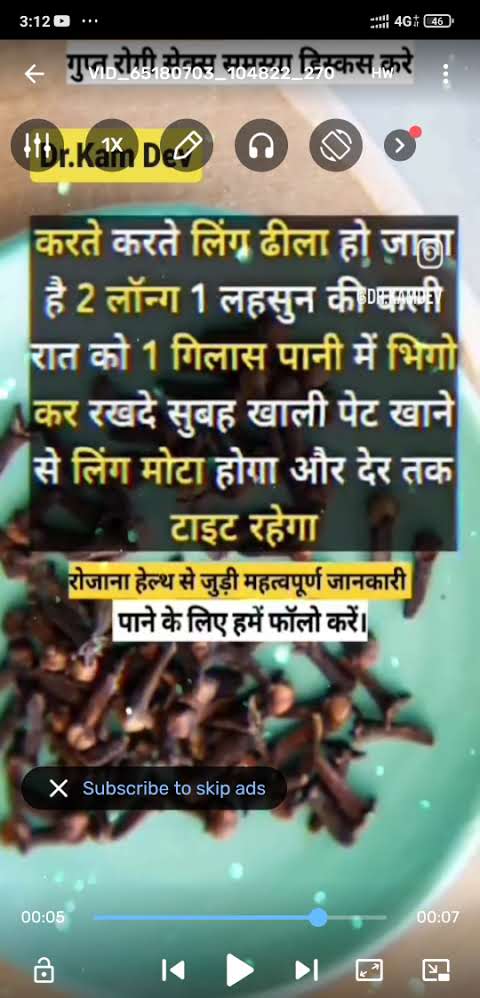 3:12
4G
46
गुप्त रोगी सेक्स समस्या डिस्कस करे
VID_65180703_104822_270
HW
1X
Dr.Kam Dev
करते करते लिंग ढीला हो जाता
है 2 लॉन्ग 1 लहसुन की कली
@DR.KAMDEV
रात को 1 गिलास पानी में भिगो
कर रखदे सुबह खाली पेट खाने
से लिंग मोटा होगा और देर तक
टाइट रहेगा
रोजाना हेल्थ से जुड़ी महत्वपूर्ण जानकारी
पाने के लिए हमें फॉलो करें।
Subscribe to skip ads
00:05
00:07